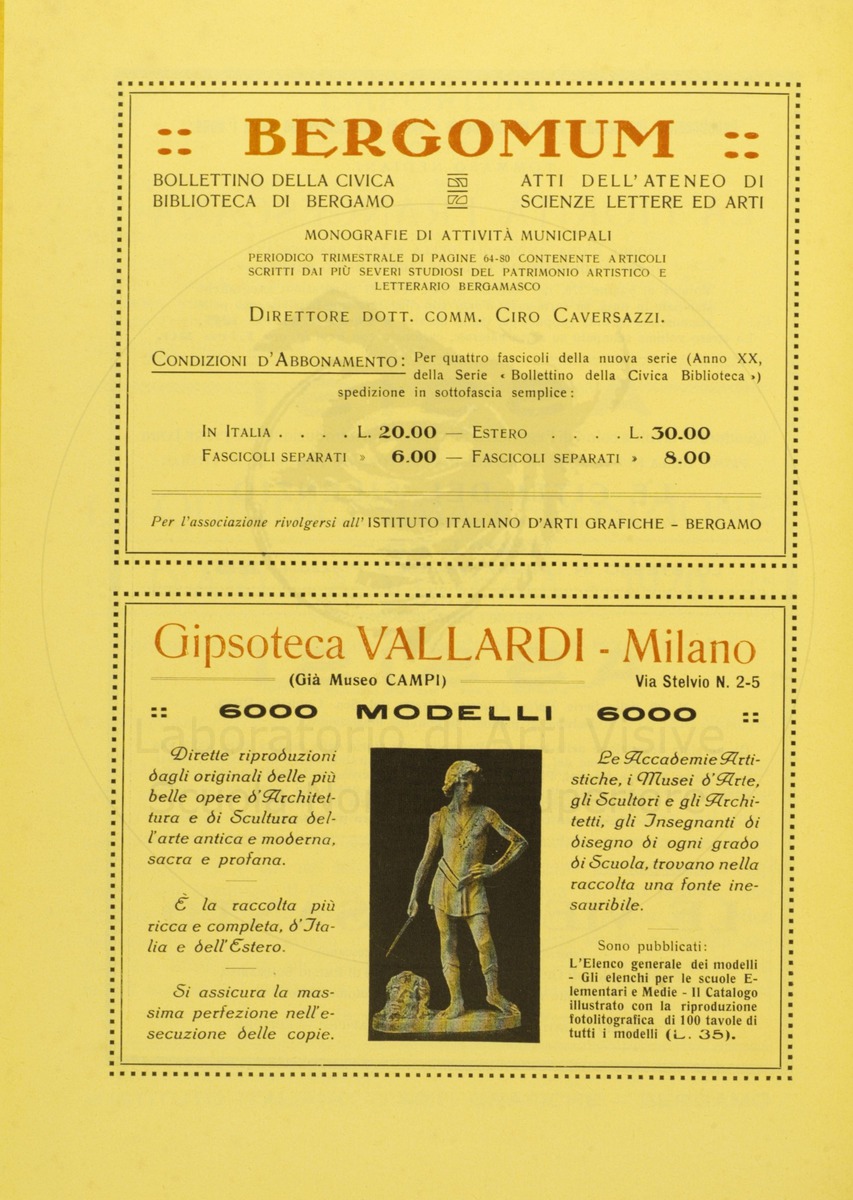 :: BERGOMUM ::
BOLLETTINO DELLA CIVICA
BIBLIOTECA DI BERGAMO
ATTI DELL'ATENEO DI
SCIENZE LETTERE ED ARTI
MONOGRAFIE DI ATTIVITÀ MUNICIPALI
PERIODICO TRIMESTRALE DI PAGINE 64-80 CONTENENTE ARTICOLI
SCRITTI DAI PIÙ SEVERI STUDIOSI DEL PATRIMONIO ARTISTICO E
LETTERARIO BERGAMASCO
DIRETTORE DOTT. COMM. CIRO CAVERSAZZI.
CONDIZIONI D'ABBONAMENTO: Per quattro fascicoli della nuova serie (Anno XX,
della Serie « Bollettino della Civica Biblioteca »)
spedizione in sottofascia semplice:
IN ITALIA . . . . L. 20.00 — ESTERO . . . . L. 30.00
FASCICOLI SEPARATI » 6.00 — FASCICOLI SEPARATI » 8.00
Per l'associazione rivolgersi all' ISTITUTO ITALIANO D'ARTI GRAFICHE - BERGAMO
Gipsoteca VALLARDI - Milano
(Già Museo CAMPI) Via Stelvio N. 2-5
:: 6000 MODELLI 6000 ::
Laboratorio di Arti Visive
Dirette riproduzioni
dagli originali delle più
belle opere d'Architet-
tura e di Scultura del-
l'arte antica e moderna,
sacra e profana.
È la raccolta più
ricca e completa, d'Ita-
lia e dell'Estero.
Si assicura la mas-
sima perfezione nell'e-
secuzione delle copie.
Le Accademie Arti-
stiche, i Musei d'Arte,
gli Scultori e gli Archi-
tetti, gli Insegnanti di
disegno di ogni grado
di Scuola, trovano nella
raccolta una fonte ine-
sauribile.
Sono pubblicati:
L'Elenco generale dei modelli
- Gli elenchi per le scuole E-
lementari e Medie - Il Catalogo
illustrato con la riproduzione
fotolitografica di 100 tavole di
tutti i modelli (L. 35).